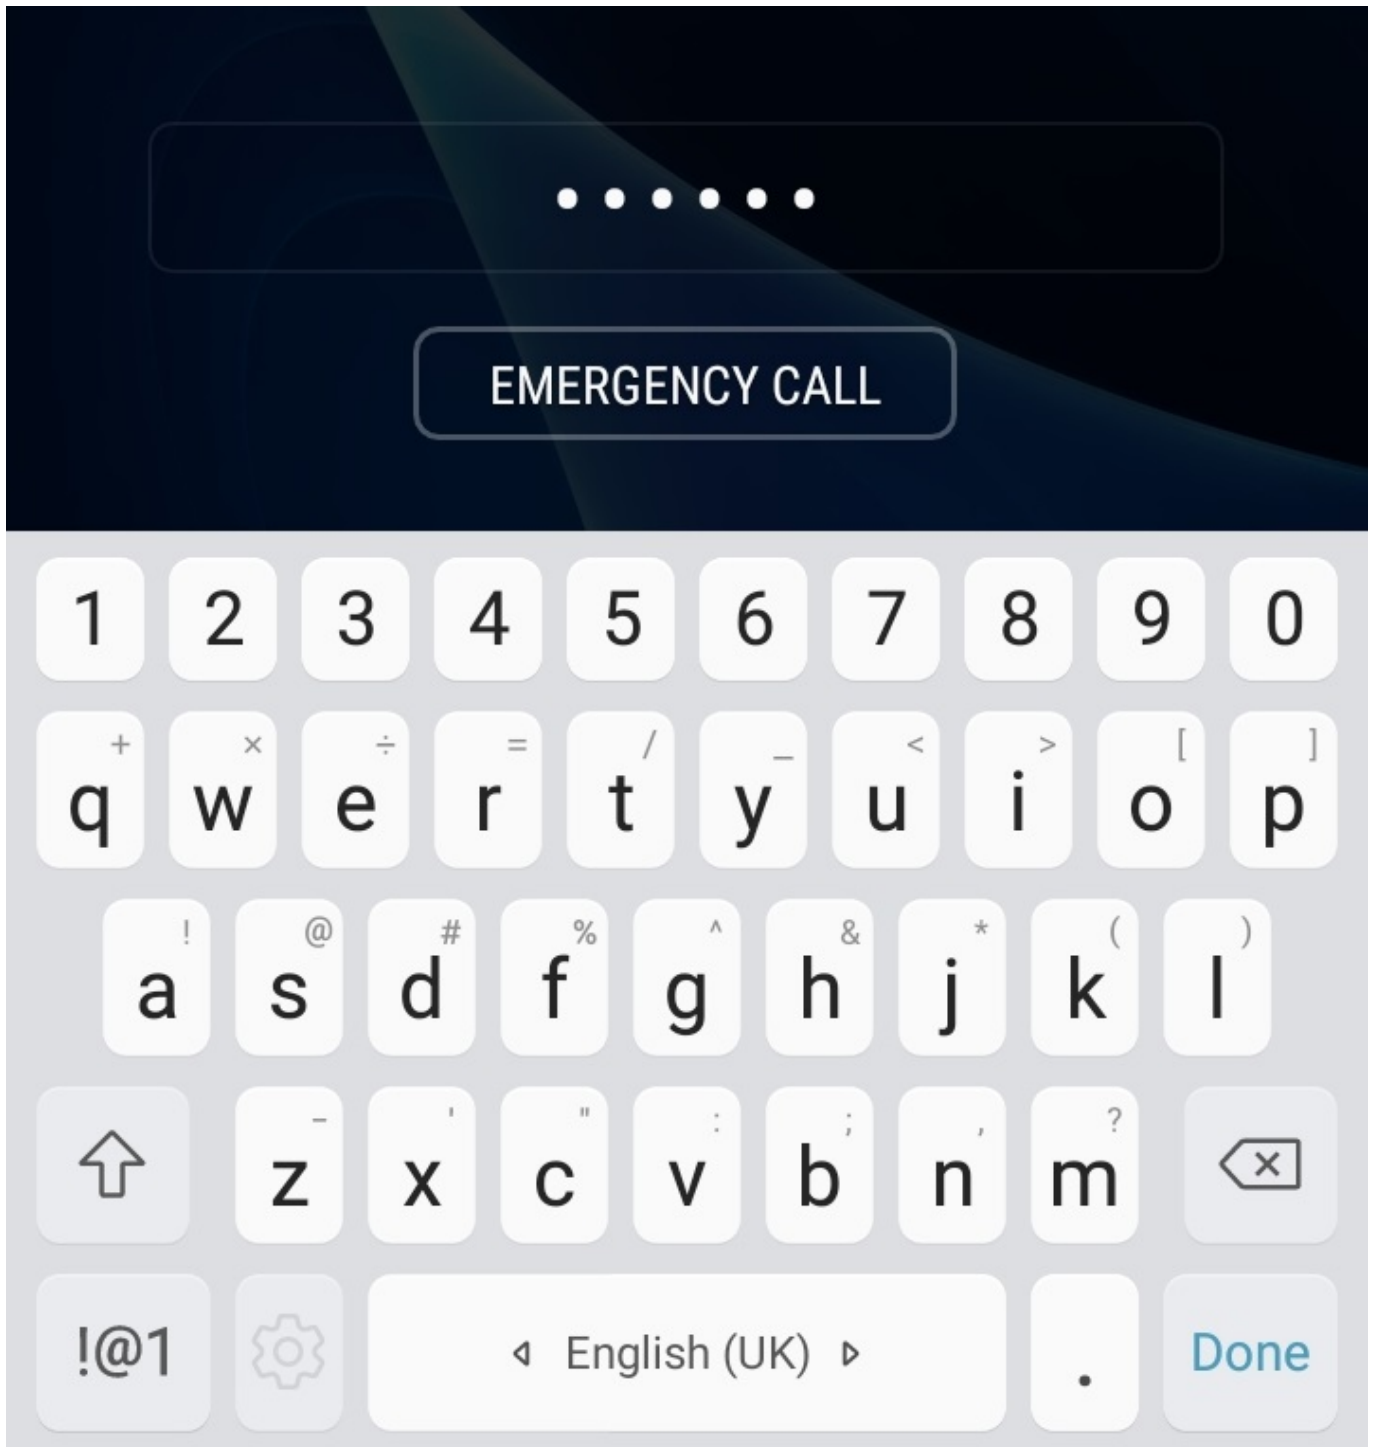 ••••••
EMERGENCY CALL
1 2 3 4 5 6 7 8 9 0
+ × ÷ = / _ < > [ ]
q w e r t y u i o p
! @ # % ^ & * ( )
a s d f g h j k l
- ' " : ; , ?
z x c v b n m
!@1 English (UK) . Done